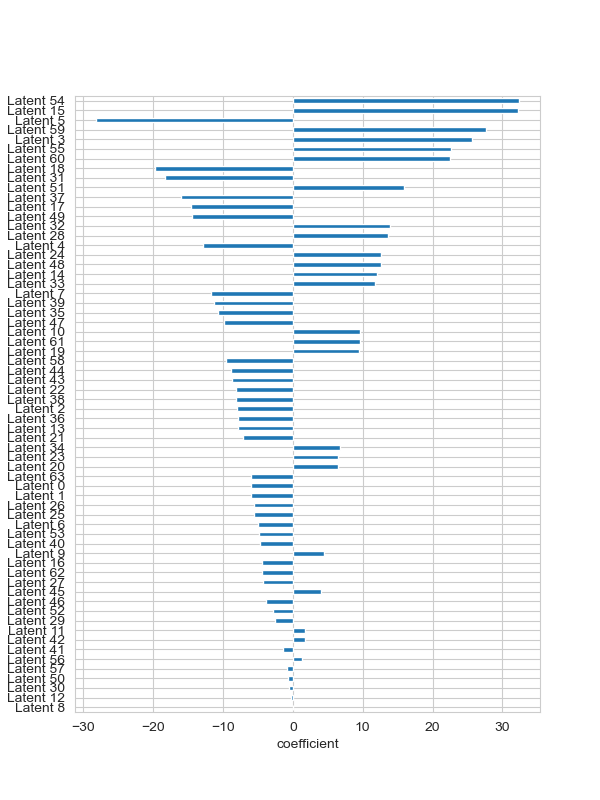 Latent 54
Latent 15
Latent 5
Latent 59
Latent 3
Latent 55
Latent 60
Latent 18
Latent 31
Latent 51
Latent 37
Latent 17
Latent 49
Latent 32
Latent 28
Latent 4
Latent 24
Latent 48
Latent 14
Latent 33
Latent 7
Latent 39
Latent 35
Latent 47
Latent 10
Latent 61
Latent 19
Latent 58
Latent 44
Latent 43
Latent 22
Latent 38
Latent 2
Latent 36
Latent 13
Latent 21
Latent 34
Latent 23
Latent 20
Latent 63
Latent 0
Latent 1
Latent 26
Latent 25
Latent 6
Latent 53
Latent 40
Latent 9
Latent 16
Latent 62
Latent 27
Latent 45
Latent 46
Latent 52
Latent 29
Latent 11
Latent 42
Latent 41
Latent 56
Latent 57
Latent 50
Latent 30
Latent 12
Latent 8
−30 −20 −10 0 10 20 30
coefficient